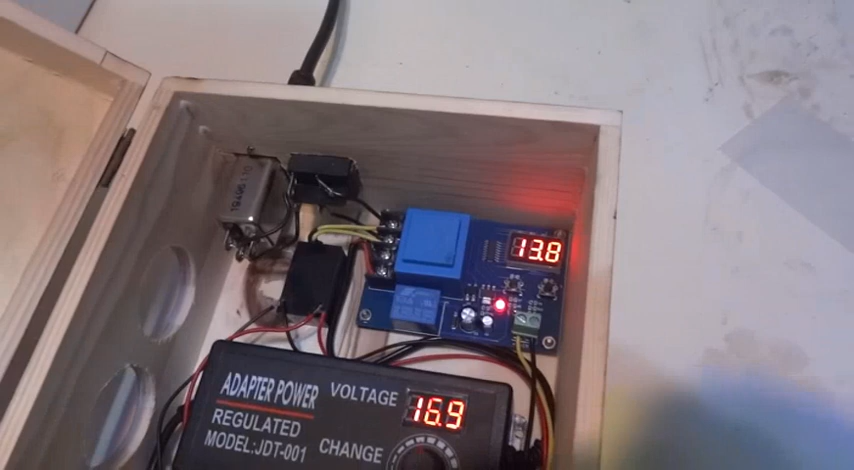 13.8
ADAPTER POWER
VOLTAGE
16.9
REGULATED
MODEL:JDT-001
CHANGE